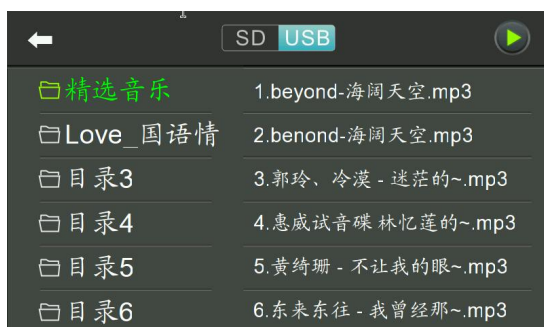 SD USB
精选音乐
Love_国语情
目录3
目录4
目录5
目录6
1.beyond-海阔天空.mp3
2.benond-海阔天空.mp3
3.郭玲、冷漠 - 迷茫的~.mp3
4.惠威试音碟 林忆莲的~.mp3
5.黄绮珊 - 不让我的眼~.mp3
6.东来东往 - 我曾经那~.mp3